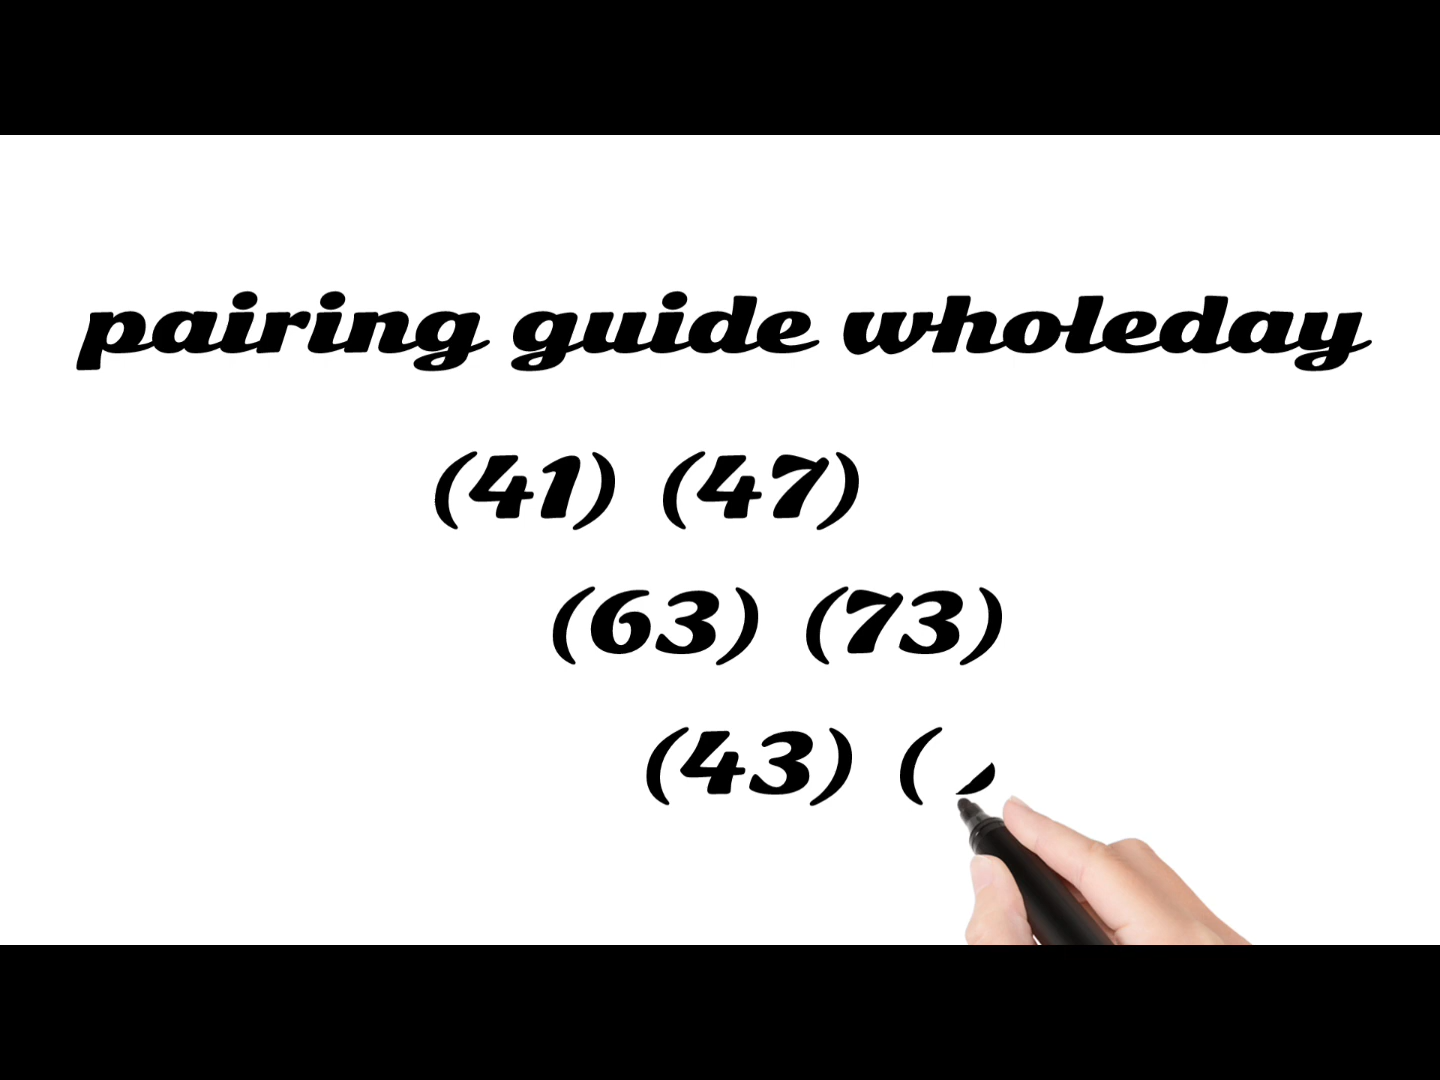 pairing guide wholeday
(41) (47)
(63) (73)
(43) (